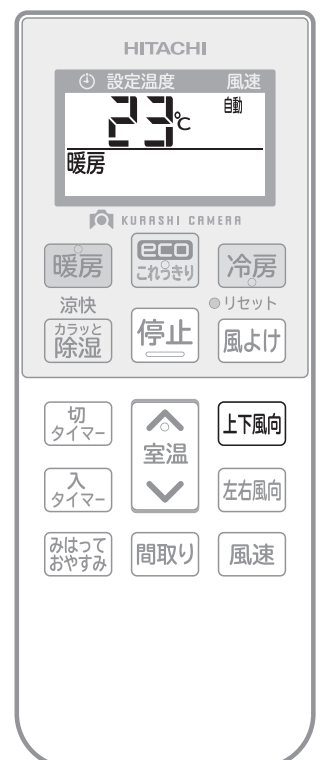 HITACHI
設定温度 風速
23℃ 自動
暖房
KURASHI CAMERA
暖房 eco これっきり 冷房
涼快 リセット
カラッと 除湿 停止 風よけ
切タイマー 室温 上下風向
入タイマー 左右風向
みはっておやすみ 間取り 風速